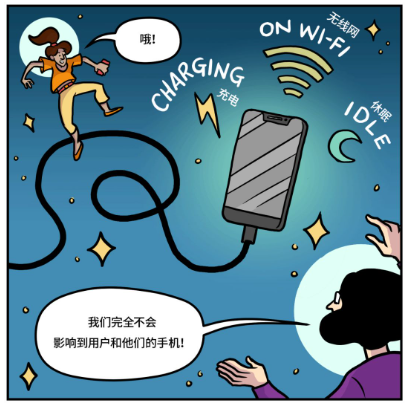 哦!
ON WI-FI
无线网
CHARGING
充电
IDLE
休眠
我们完全不会
影响到用户和他们的手机!